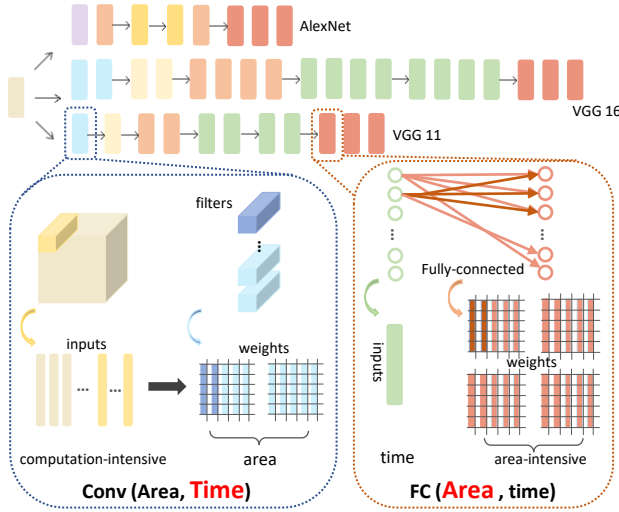 AlexNet
VGG 16
VGG 11
filters
...
inputs
... ...
weights
area
computation-intensive
Conv (Area, Time)
...
...
Fully-connected
inputs
weights
time
area-intensive
FC (Area , time)